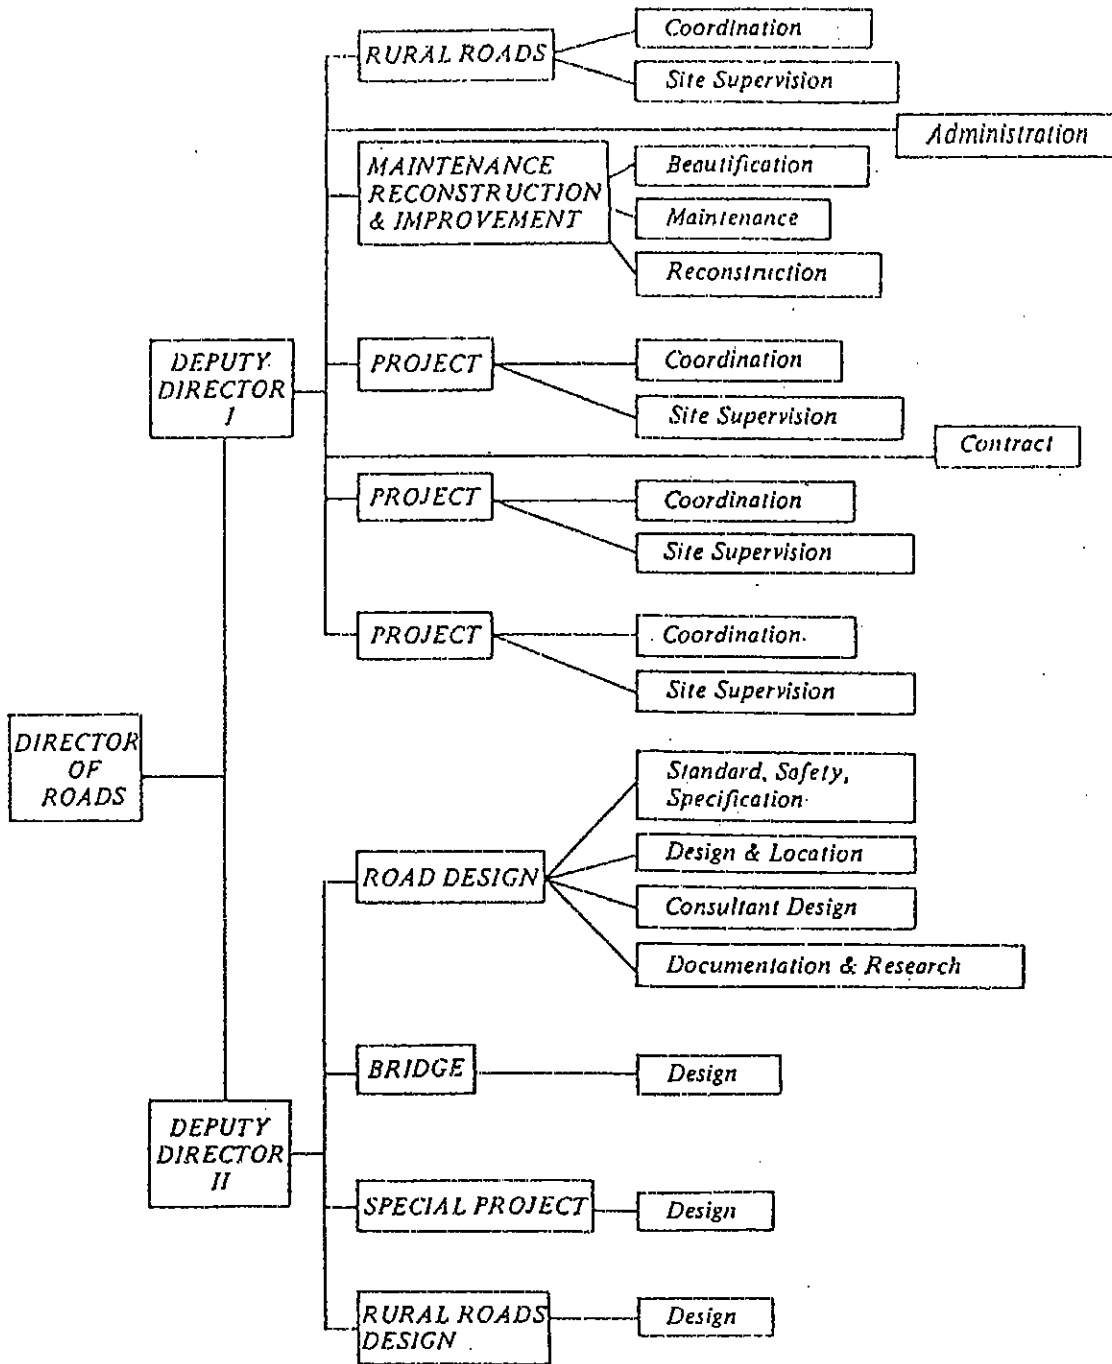 RURAL ROADS
Coordination
Site Supervision
Administration
MAINTENANCE
RECONSTRUCTION
& IMPROVEMENT
Beautification
Maintenance
Reconstruction
DEPUTY
DIRECTOR
I
PROJECT
Coordination
Site Supervision
Contract
PROJECT
Coordination
Site Supervision
PROJECT
Coordination
Site Supervision
DIRECTOR
OF
ROADS
Standard, Safety,
Specification
ROAD DESIGN
Design & Location
Consultant Design
Documentation & Research
BRIDGE
Design
DEPUTY
DIRECTOR
II
SPECIAL PROJECT
Design
RURAL ROADS
DESIGN
Design